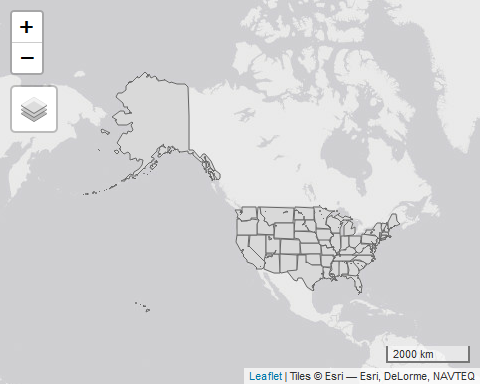 +
−
2000 km
Leaflet | Tiles © Esri — Esri, DeLorme, NAVTEQ